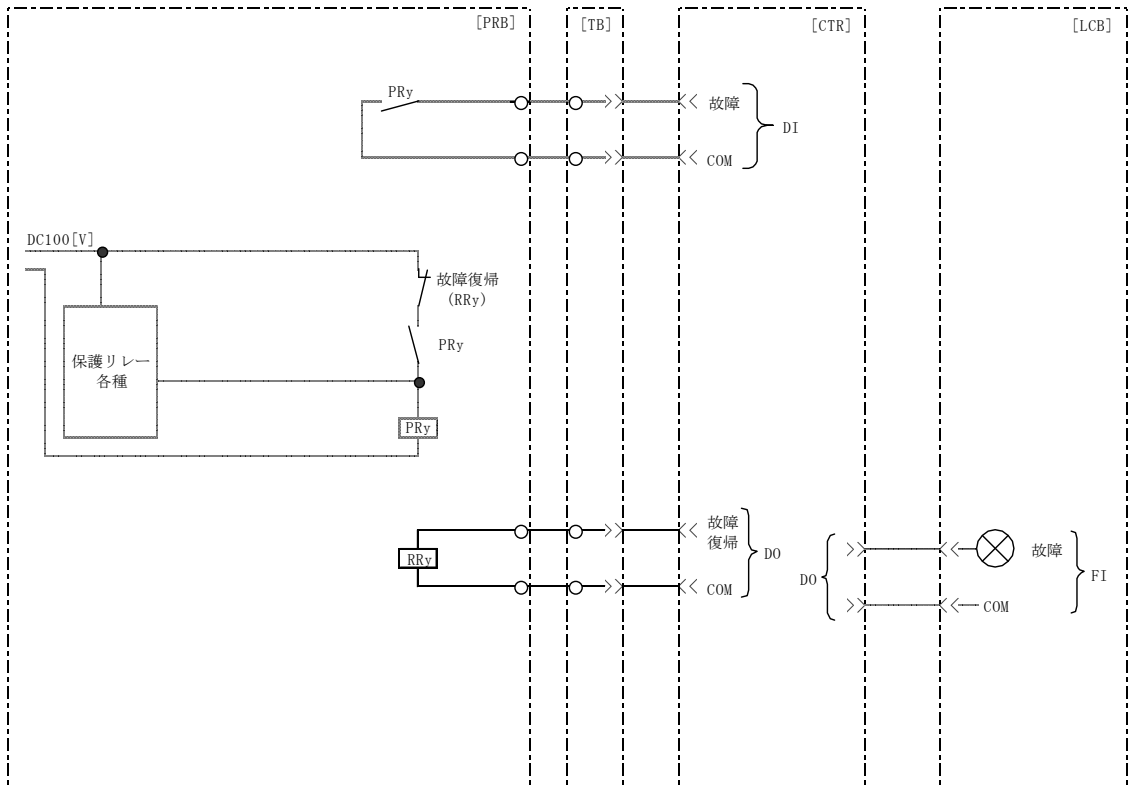 [PRB]
[TB]
[CTR]
[LCB]
PRy
故障
DI
COM
DC100[V]
故障復帰
(RRy)
PRy
保護リレー
各種
PRy
故障
復帰
DO
RRy
COM
DO
故障
FI
COM